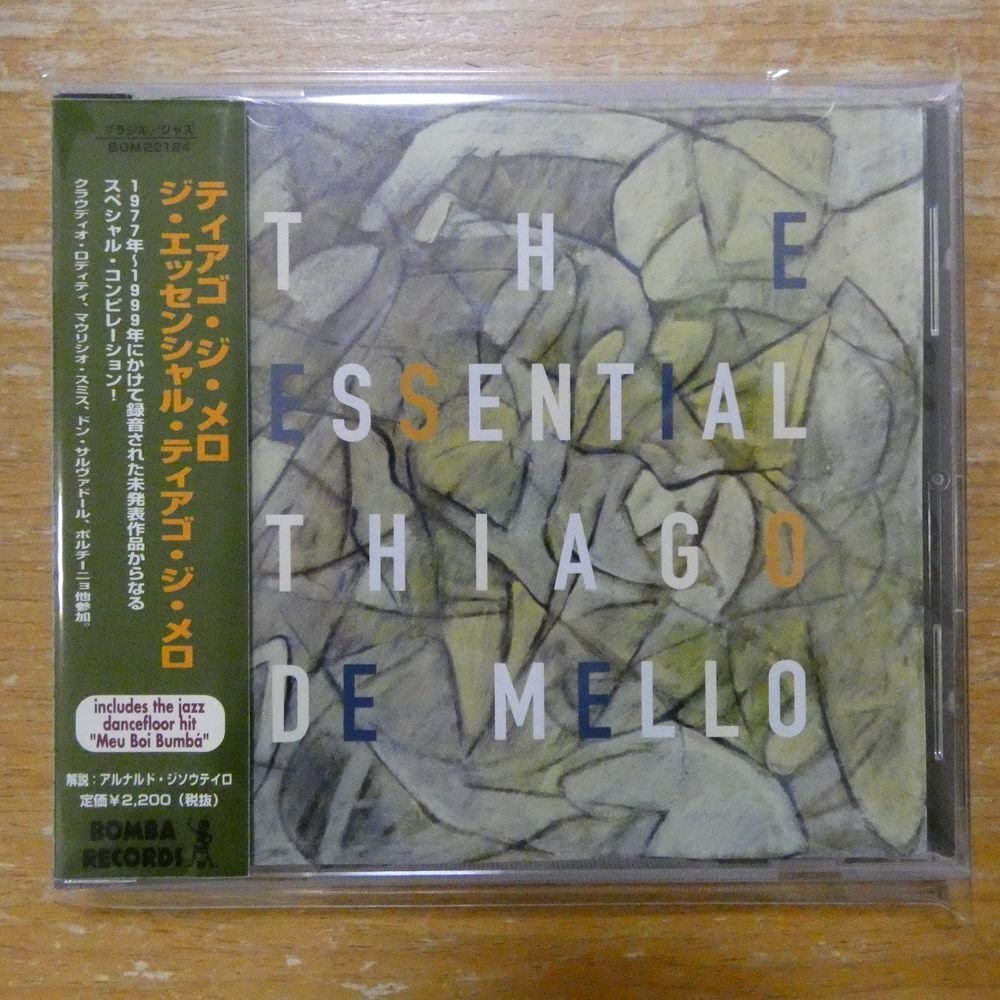 ブラジル/ジャズ
BOM22124
ティアゴ・ジ・メロ
ジ・エッセンシャル・ティアゴ・ジ・メロ
1977年〜1999年にかけて録音された未発表作品からなる
スペシャル・コンピレーション!
クラウディオ・ロディティ、マウリシオ・スミス、ドン・サルヴァドール、ポルチーニョ他参加。
includes the jazz
dancefloor hit
"Meu Boi Bumbá"
解説:アルナルド・ジソウテイロ
定価¥2,200(税抜)
BOMBA
RECORDS
THE
ESSENTIAL
THIAGO
DE MELLO